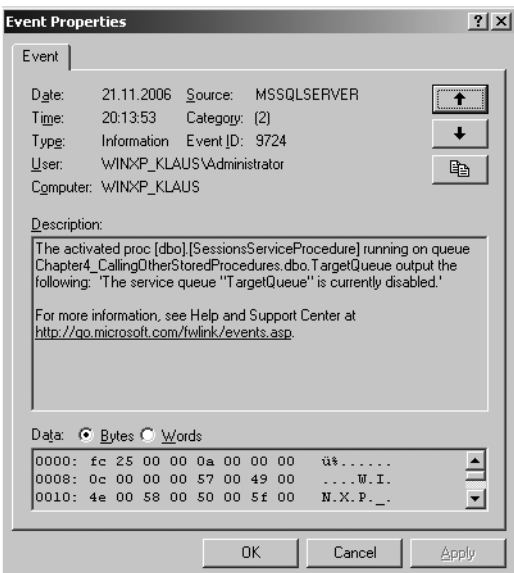 Event Properties
Event
Date: 21.11.2006 Source: MSSQLSERVER
Time: 20:13:53 Category: (2)
Type: Information Event ID: 9724
User: WINXP_KLAUS\Administrator
Computer: WINXP_KLAUS
Description:
The activated proc [dbo].[SessionsServiceProcedure] running on queue
Chapter4_CallingOtherStoredProcedures.dbo.TargetQueue output the
following: 'The service queue "TargetQueue" is currently disabled.'
For more information, see Help and Support Center at
http://go.microsoft.com/fwlink/events.asp.
Data: Bytes Words
0000: fc 25 00 00 0a 00 00 00 ü%......
0008: 0c 00 00 00 57 00 49 00 ....W.I.
0010: 4e 00 58 00 50 00 5f 00 N.X.P._.
OK Cancel Apply